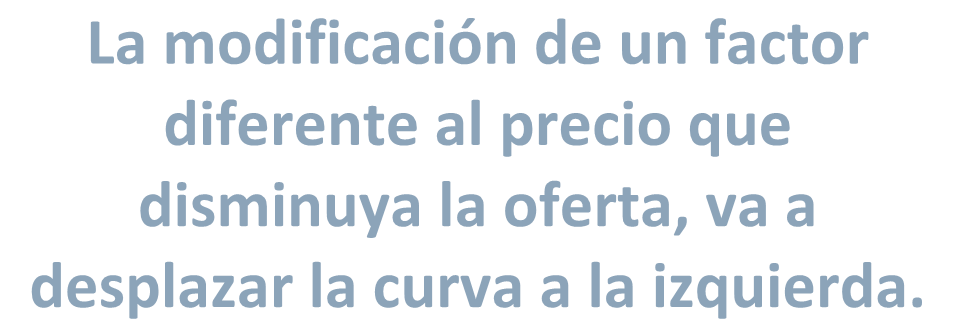 La modificación de un factor
diferente al precio que
disminuya la oferta, va a
desplazar la curva a la izquierda.